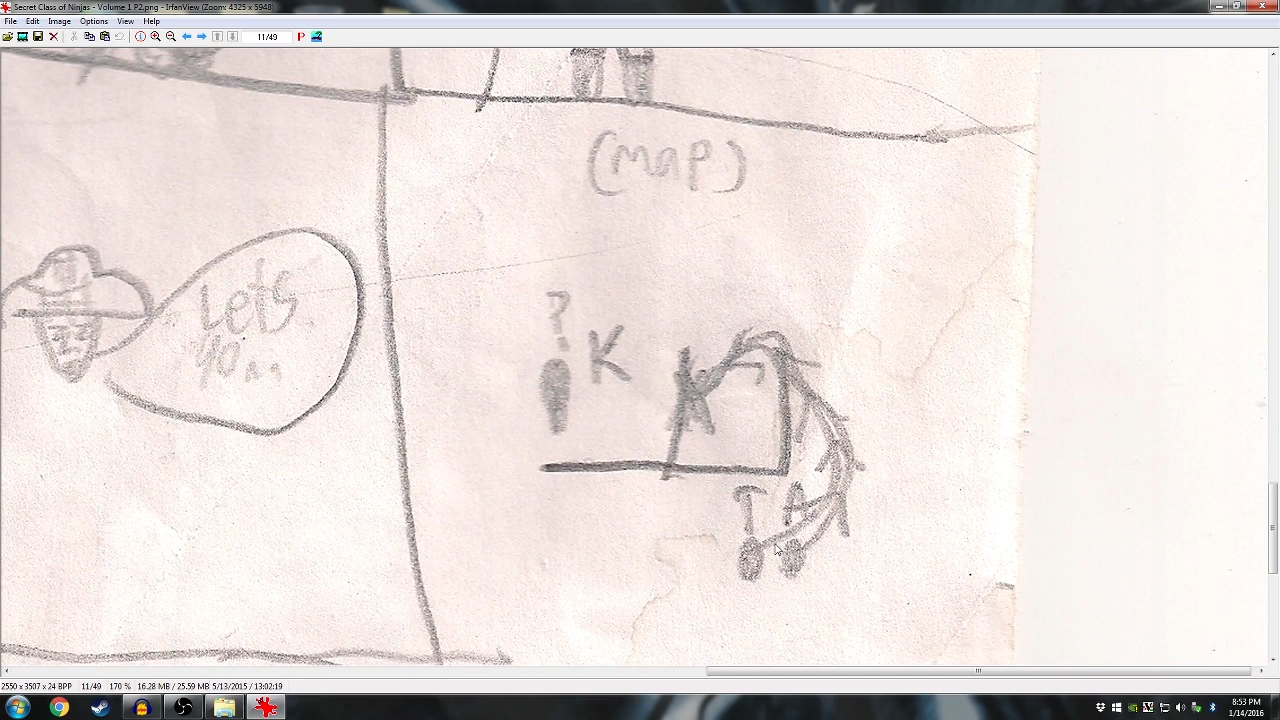 Secret Class of Ninjas - Volume 1 P2.png - IrfanView (Zoom: 4325 x 5948)
File Edit Image Options View Help
11/49
(map)
Lets
go...
?
K
T A
2550 x 3507 x 24 BPP 11/49 170 % 16.28 MB / 25.59 MB 5/13/2015 / 13:02:19
8:53 PM
1/14/2016